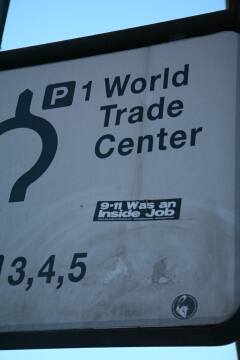 P 1 World
Trade
Center
9-11 Was an
Inside Job
3,4,5